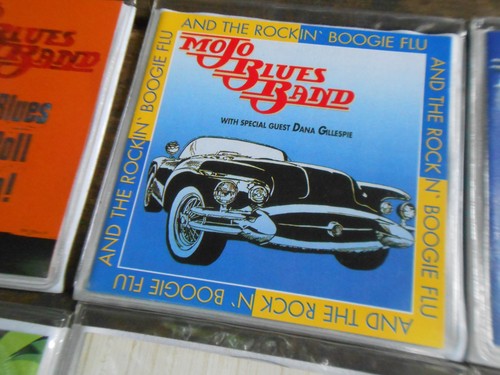 BLUES
BAND
Blues
oll
!
AND THE ROCKIN' BOOGIE FLU
MOJO
BLUES
BAND
WITH SPECIAL GUEST DANA GILLESPIE
AND THE ROCKIN' BOOGIE FLU
AND THE ROCK N' BOOGIE FLU
AND THE ROCK N' BOOGIE FLU